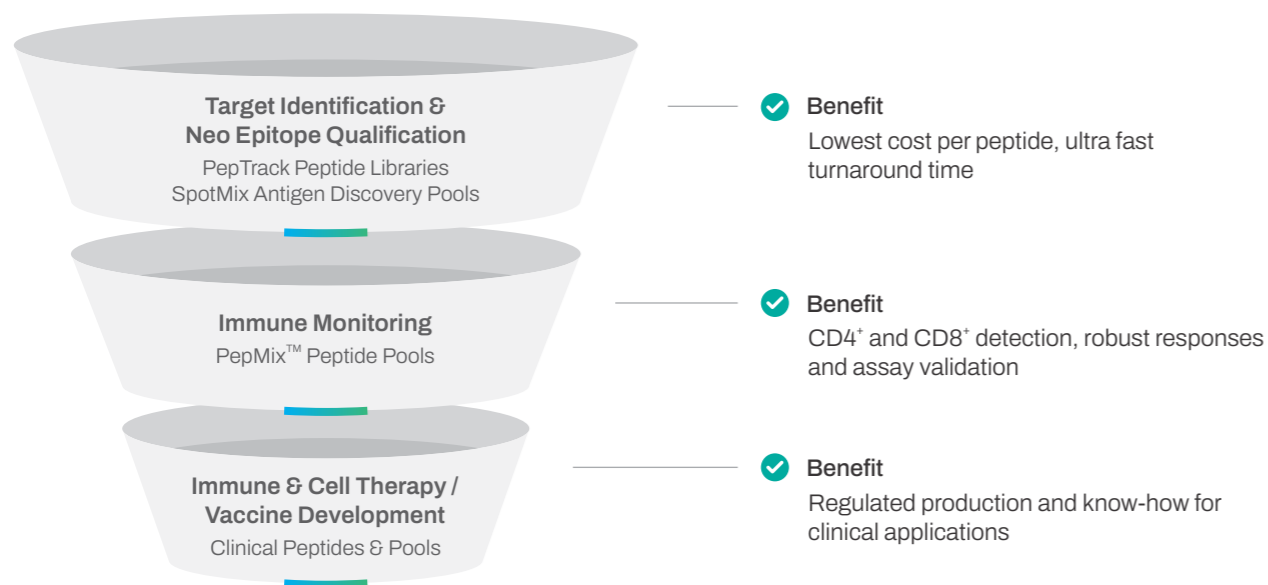 Target Identification &
Neo Epitope Qualification
PepTrack Peptide Libraries
SpotMix Antigen Discovery Pools
Benefit
Lowest cost per peptide, ultra fast
turnaround time
Immune Monitoring
PepMix™ Peptide Pools
Benefit
CD4⁺ and CD8⁺ detection, robust responses
and assay validation
Immune & Cell Therapy /
Vaccine Development
Clinical Peptides & Pools
Benefit
Regulated production and know-how for
clinical applications